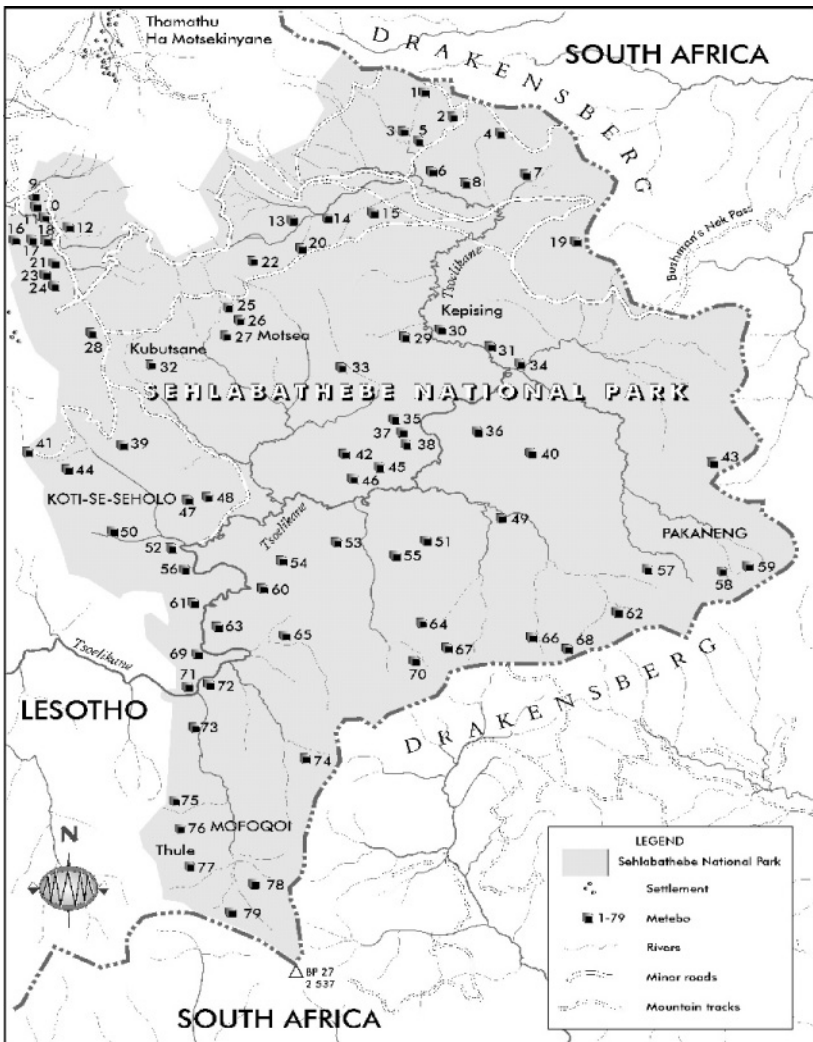 Thamathu
Ha Motsekinyane
DRAKENSBERG
SOUTH AFRICA
1
2
3
5
4
6
8
7
9
0
11
12
13
14
15
16
18
17
19
20
21
22
23
24
Bushman's Nek Pass
Tsoelikane
Kepising
25
26
27
Motsea
28
29
30
31
Kubutsane
32
33
34
SEHLABATHEBE NATIONAL PARK
35
37
36
38
39
40
41
42
43
44
45
46
KOTI-SE-SEHOLO
47
48
49
50
Tsoelikane
51
52
53
54
55
PAKANENG
56
57
58
59
60
61
62
63
64
65
66
67
68
69
70
Tsoelikane
71
72
LESOTHO
73
DRAKENSBERG
74
75
76
MOFOQOI
Thule
77
78
79
N
BP 27
2 537
SOUTH AFRICA
LEGEND
Sehlabathebe National Park
Settlement
1-79 Metebo
Rivers
Minor roads
Mountain tracks